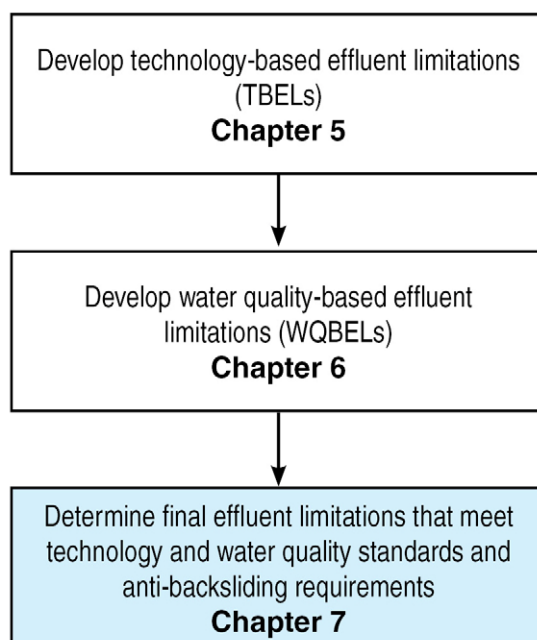 Develop technology-based effluent limitations
(TBELs)
Chapter 5
Develop water quality-based effluent
limitations (WQBELs)
Chapter 6
Determine final effluent limitations that meet
technology and water quality standards and
anti-backsliding requirements
Chapter 7